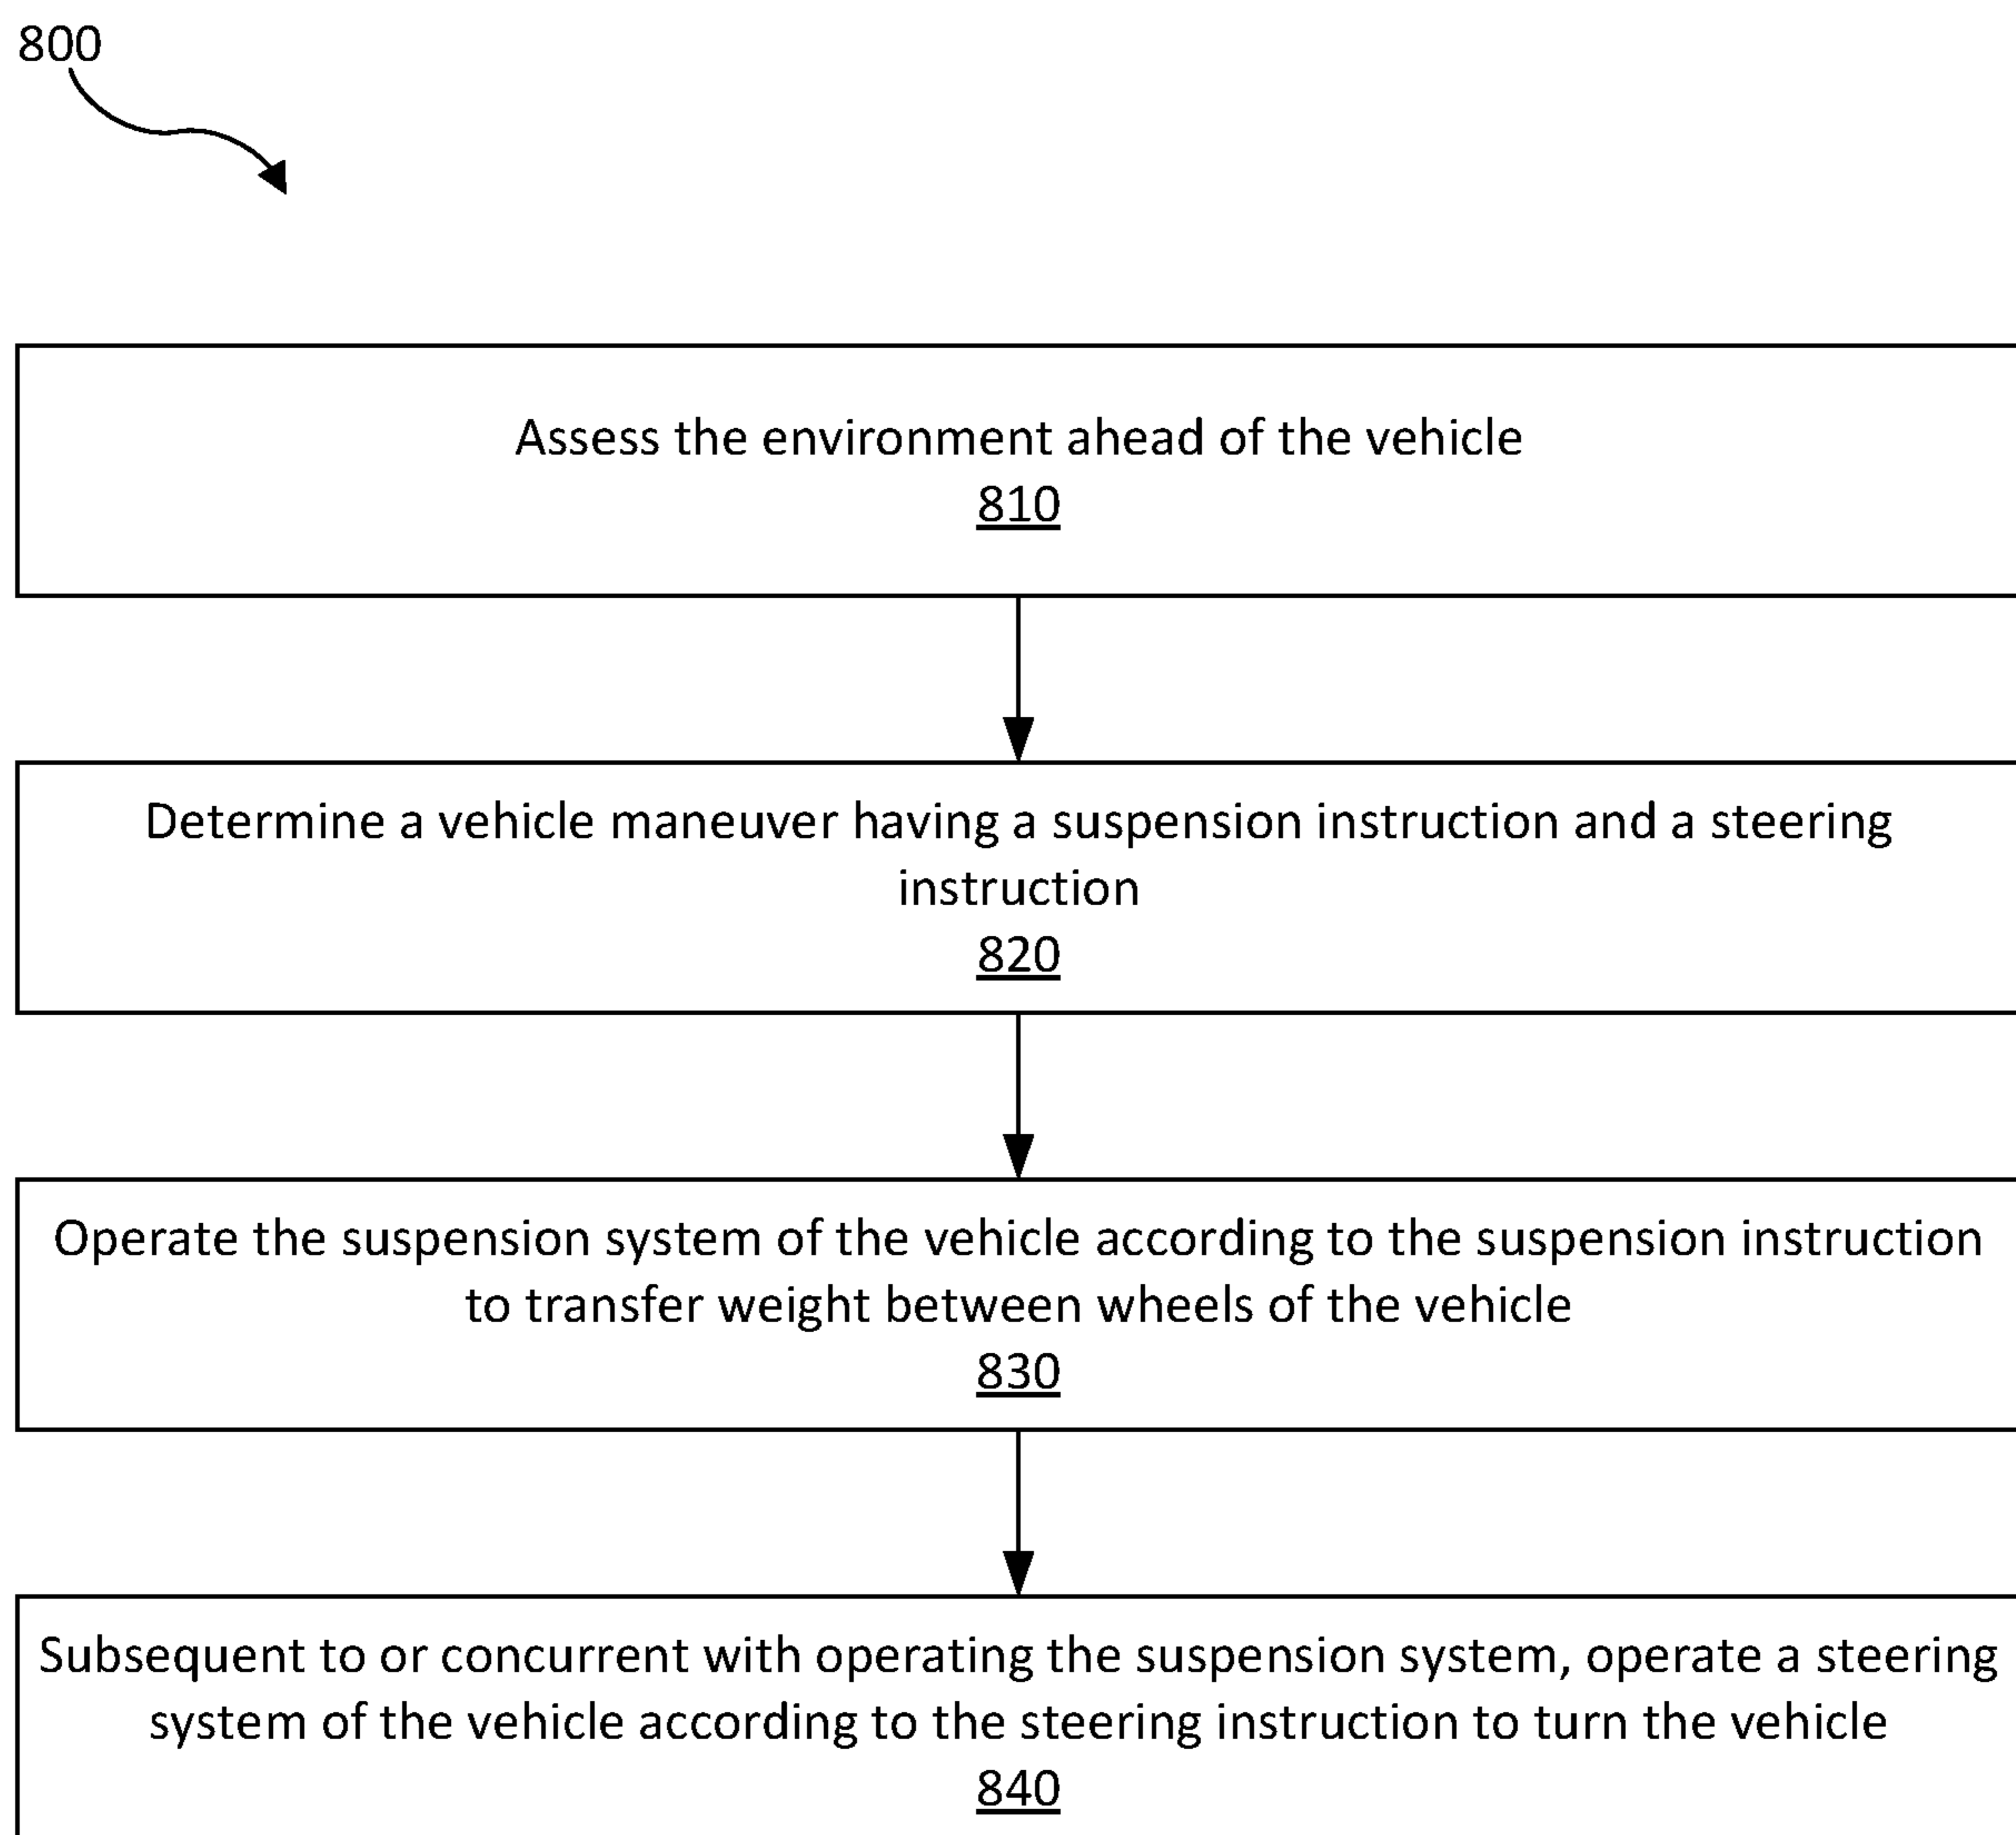 800
Assess the environment ahead of the vehicle
810
Determine a vehicle maneuver having a suspension instruction and a steering
instruction
820
Operate the suspension system of the vehicle according to the suspension instruction
to transfer weight between wheels of the vehicle
830
Subsequent to or concurrent with operating the suspension system, operate a steering
system of the vehicle according to the steering instruction to turn the vehicle
840